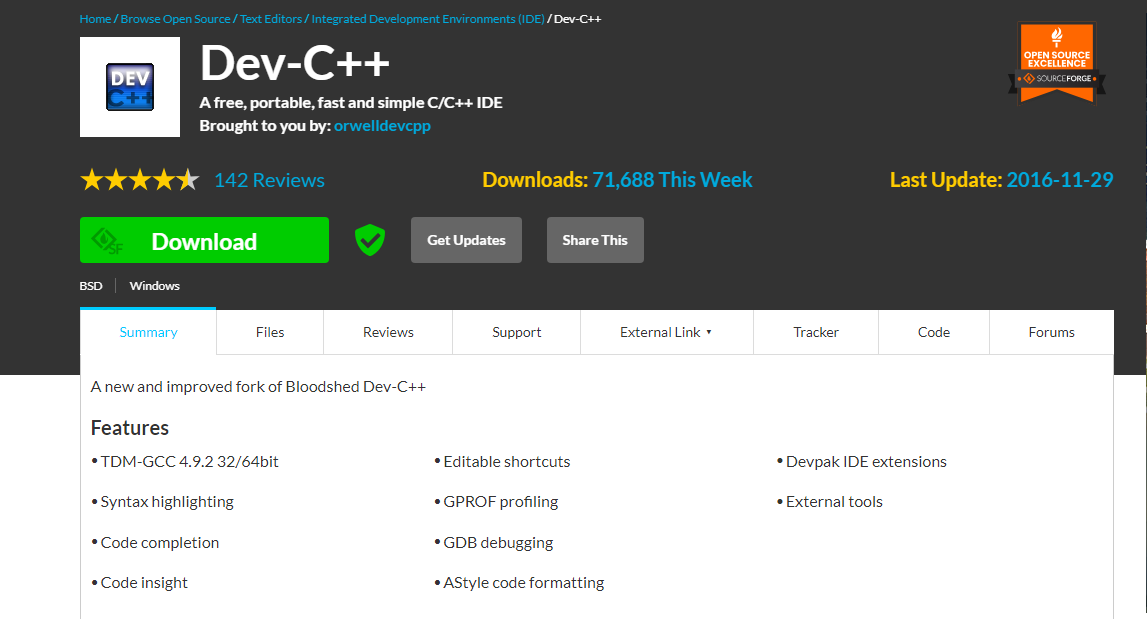 Home / Browse Open Source / Text Editors / Integrated Development Environments (IDE) / Dev-C++
DEV
C++
Dev-C++
A free, portable, fast and simple C/C++ IDE
Brought to you by: orwelldevcpp
OPEN SOURCE
EXCELLENCE
SOURCEFORGE
142 Reviews
Downloads: 71,688 This Week
Last Update: 2016-11-29
SF
Download
Get Updates
Share This
BSD
Windows
Summary
Files
Reviews
Support
External Link ▾
Tracker
Code
Forums
A new and improved fork of Bloodshed Dev-C++
Features
• TDM-GCC 4.9.2 32/64bit
• Syntax highlighting
• Code completion
• Code insight
• Editable shortcuts
• GPROF profiling
• GDB debugging
• AStyle code formatting
• Devpak IDE extensions
• External tools